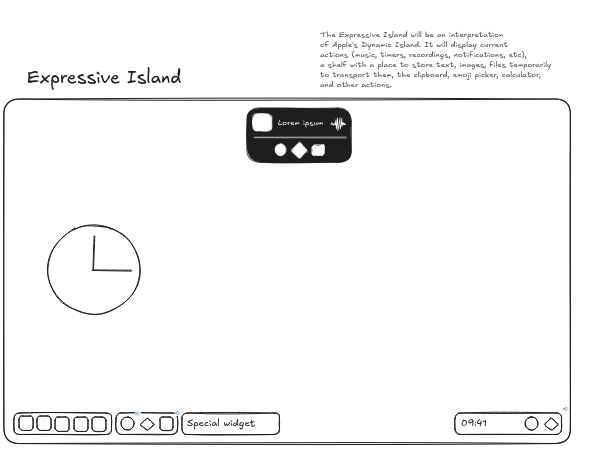 The Expressive Island will be an interpretation
of Apple's Dynamic Island. It will display current
actions (music, timers, recordings, notifications, etc),
a shelf with a place to store text, images, files temporarily
to transport them, the clipboard, emoji picker, calculator,
and other actions.
Expressive Island
Lorem ipsum
Special widget
09:41